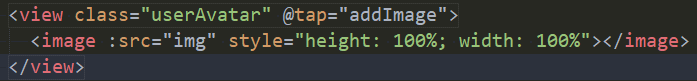 <view class="userAvatar" @tap="addImage">
<image :src="img" style="height: 100%; width: 100%"></image>
</view>